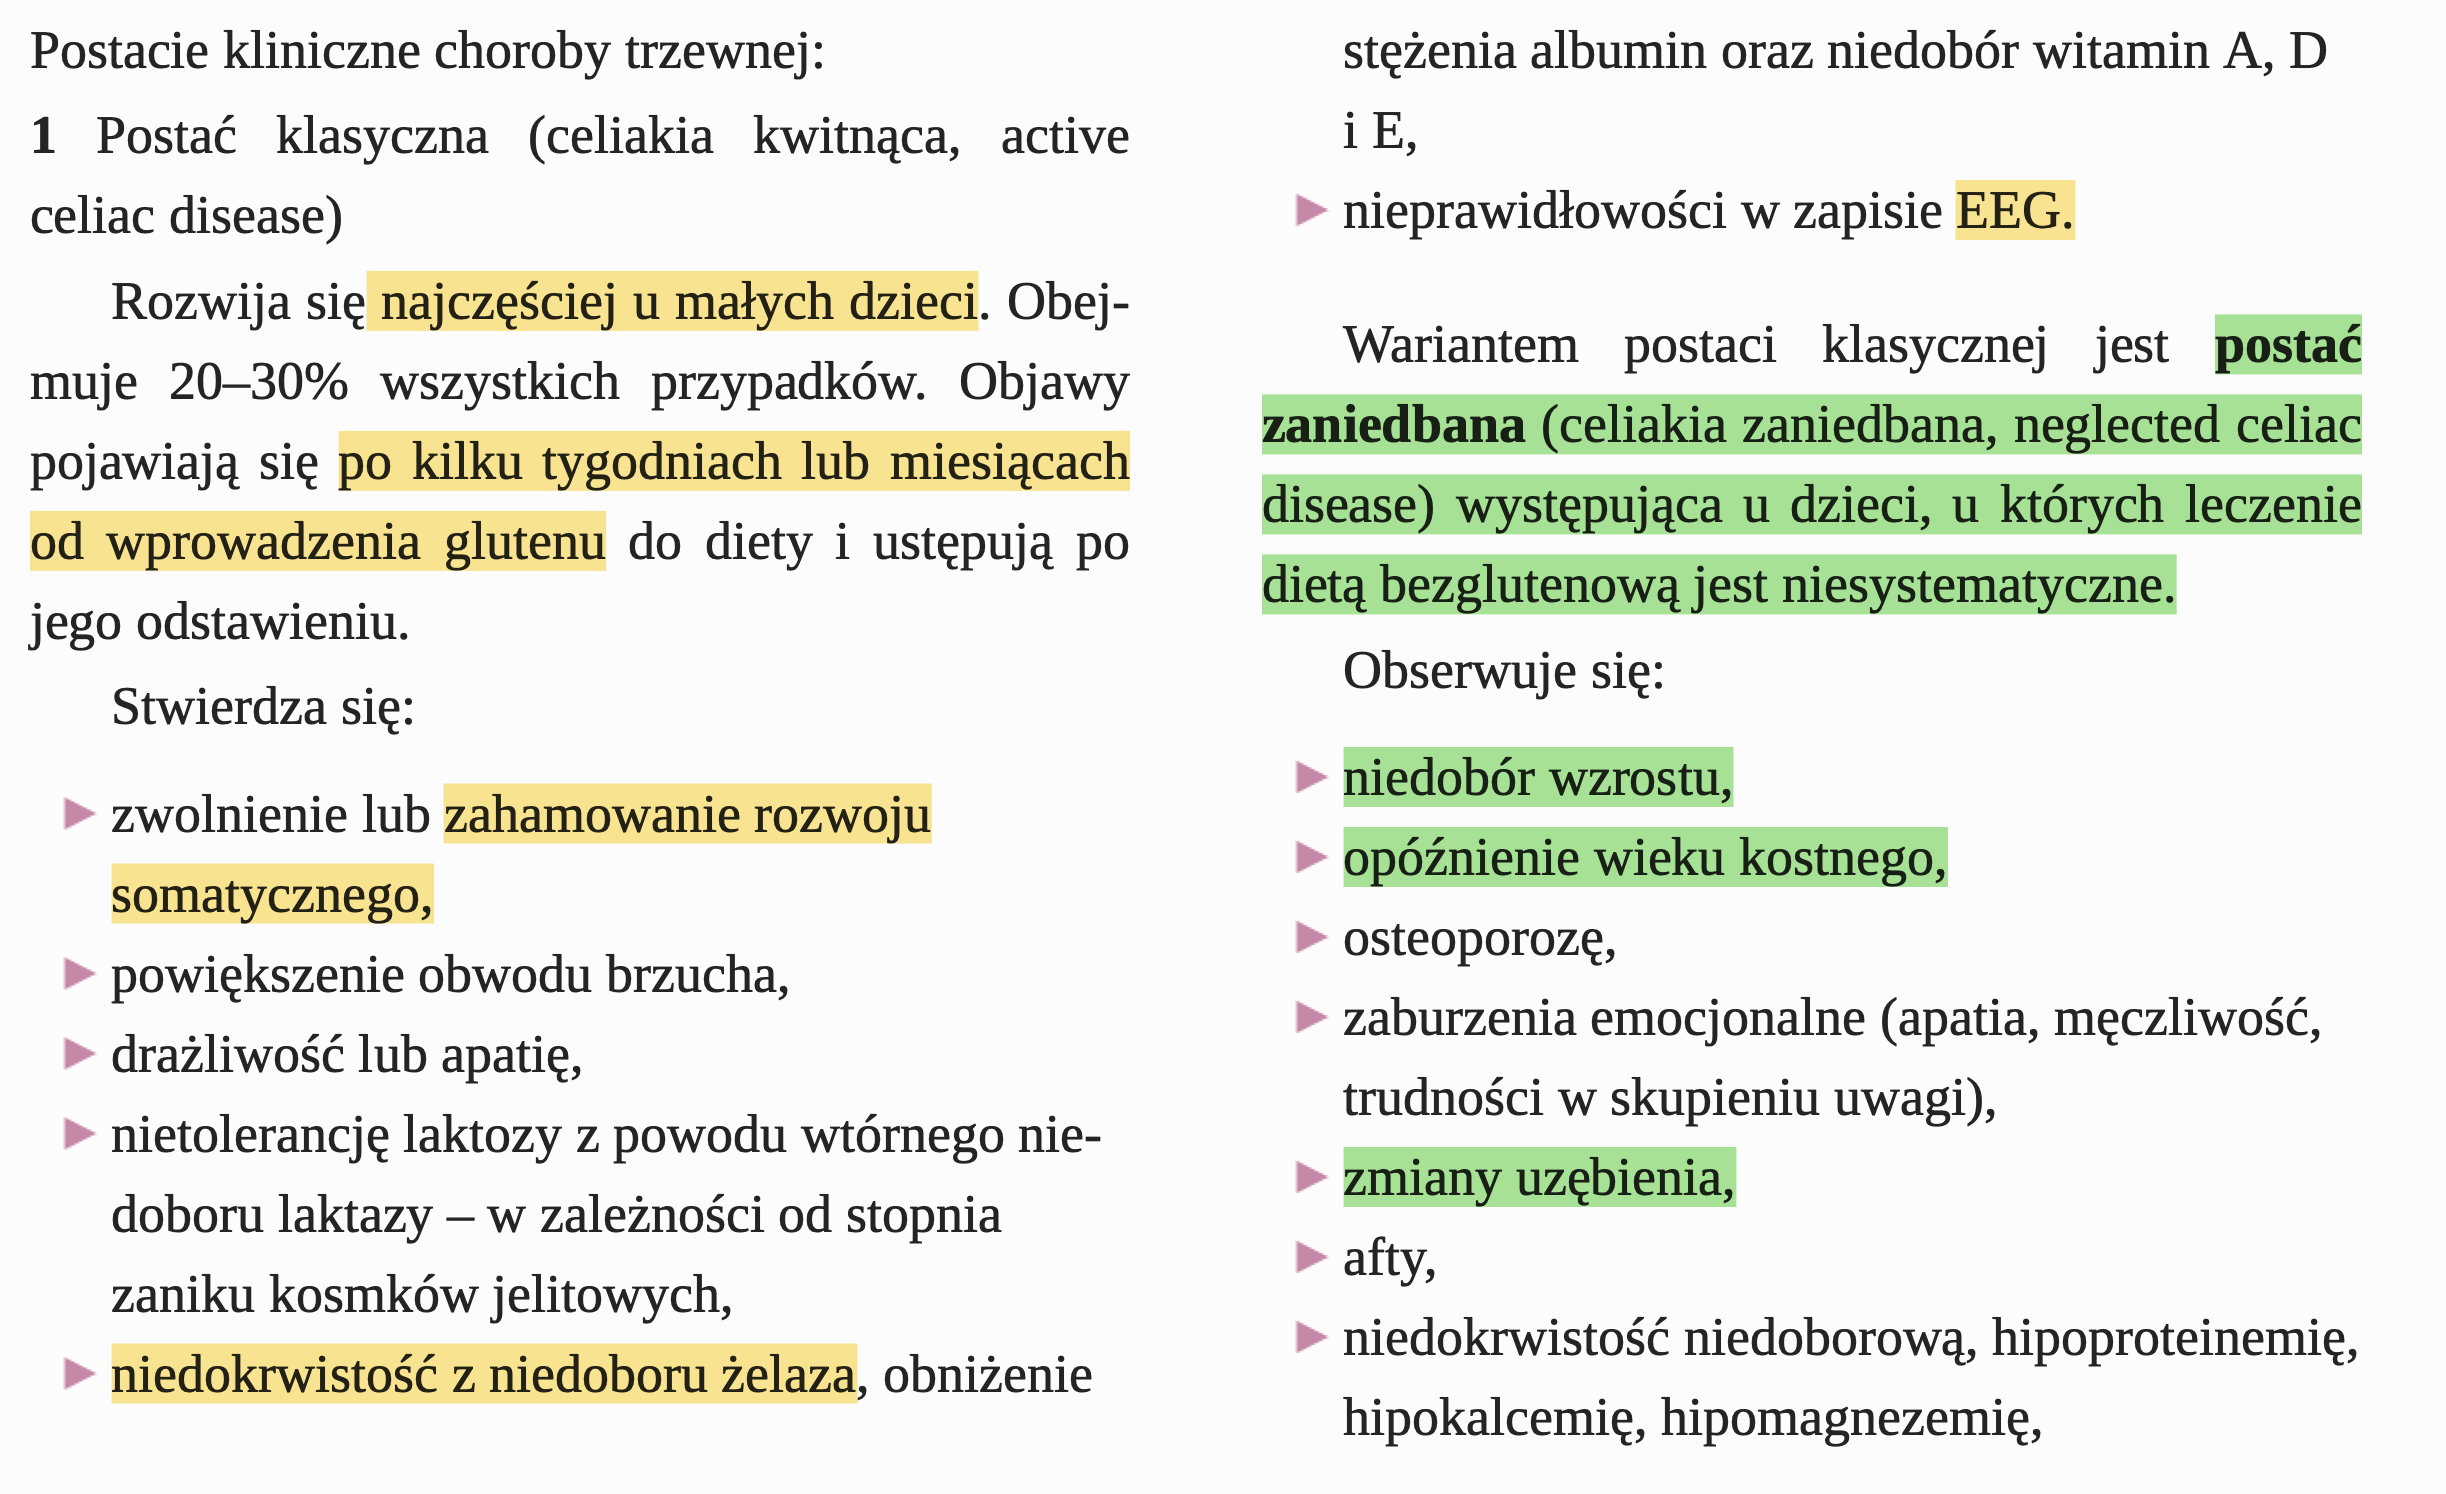 Postacie kliniczne choroby trzewnej:
1 Postać klasyczna (celiakia kwitnąca, active
celiac disease)
Rozwija się najczęściej u małych dzieci. Obej-
muje 20–30% wszystkich przypadków. Objawy
pojawiają się po kilku tygodniach lub miesiącach
od wprowadzenia glutenu do diety i ustępują po
jego odstawieniu.
Stwierdza się:
► zwolnienie lub zahamowanie rozwoju
somatycznego,
► powiększenie obwodu brzucha,
► drażliwość lub apatię,
► nietolerancję laktozy z powodu wtórnego nie-
doboru laktazy – w zależności od stopnia
zaniku kosmków jelitowych,
► niedokrwistość z niedoboru żelaza, obniżenie
stężenia albumin oraz niedobór witamin A, D
i E,
► nieprawidłowości w zapisie EEG.
Wariantem postaci klasycznej jest postać
zaniedbana (celiakia zaniedbana, neglected celiac
disease) występująca u dzieci, u których leczenie
dietą bezglutenową jest niesystematyczne.
Obserwuje się:
► niedobór wzrostu,
► opóźnienie wieku kostnego,
► osteoporozę,
► zaburzenia emocjonalne (apatia, męczliwość,
trudności w skupieniu uwagi),
► zmiany uzębienia,
► afty,
► niedokrwistość niedoborową, hipoproteinemię,
hipokalcemię, hipomagnezemię,